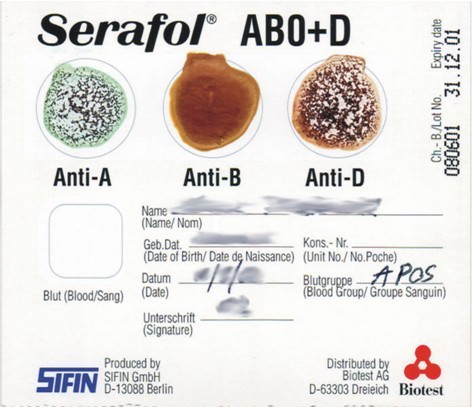 Serafol® AB0+D
Ch.- B./Lot No. Expiry date
080601 31.12.01
Anti-A Anti-B Anti-D
Name
(Name/ Nom)
Geb.Dat.
(Date of Birth/ Date de Naissance)
Kons.- Nr.
(Unit No./ No.Poche)
Datum
(Date)
Blutgruppe A POS
(Blood Group/ Groupe Sanguin)
Blut (Blood/Sang)
Unterschrift
(Signature)
SIFIN
Produced by
SIFIN GmbH
D-13088 Berlin
Distributed by
Biotest AG
D-63303 Dreieich
Biotest